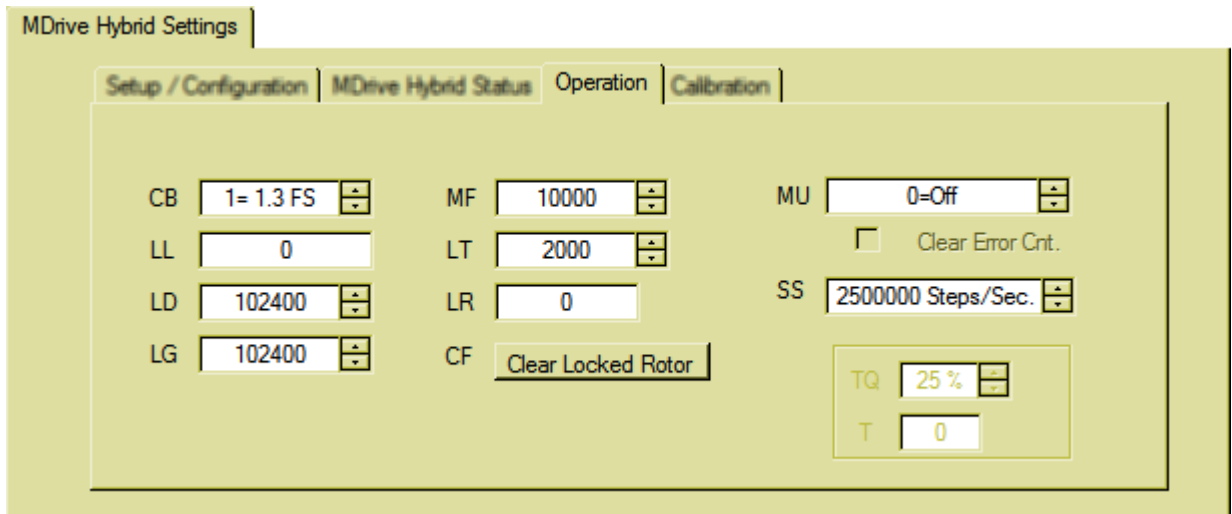 MDrive Hybrid Settings
Setup / Configuration MDrive Hybrid Status Operation Calibration
CB 1= 1.3 FS MF 10000 MU 0=Off
LL 0 LT 2000 Clear Error Cnt.
LD 102400 LR 0 SS 2500000 Steps/Sec.
LG 102400 CF Clear Locked Rotor
TQ 25 %
T 0